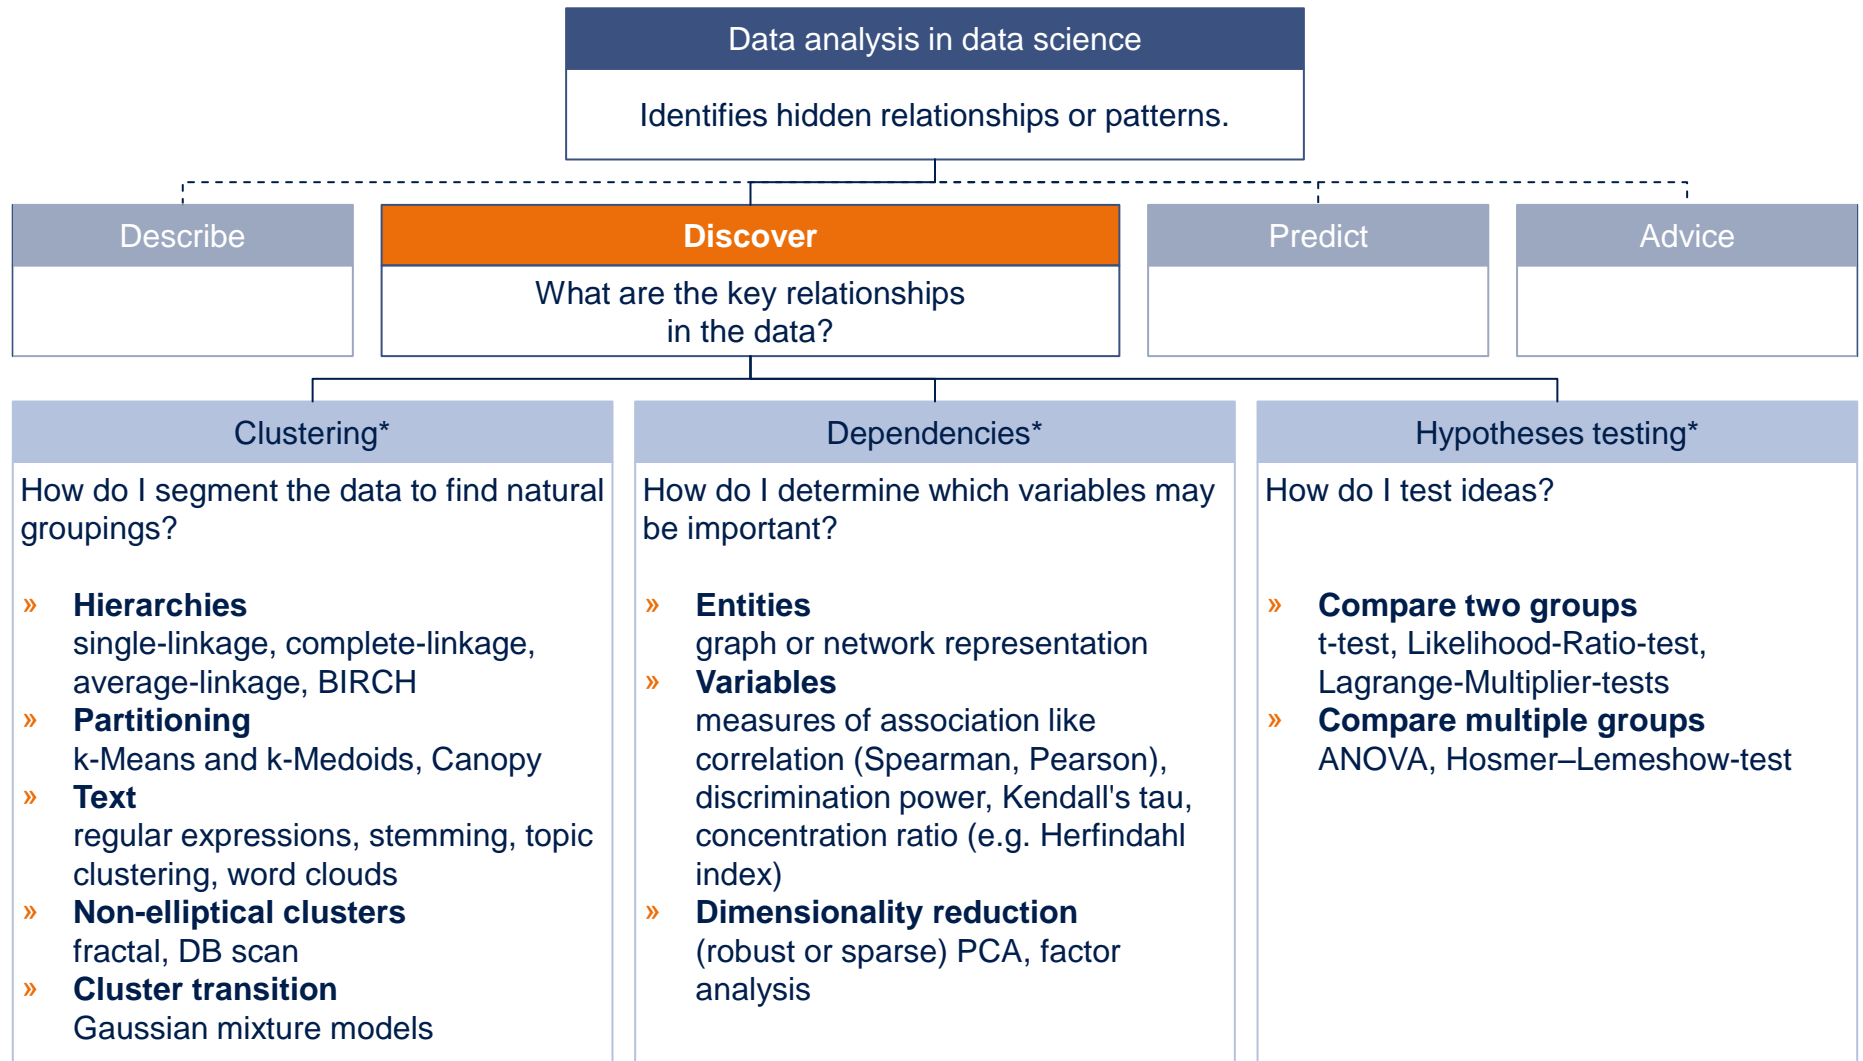 Data analysis in data science
Identifies hidden relationships or patterns.
Describe
Discover
Predict
Advice
What are the key relationships
in the data?
Clustering*
How do I segment the data to find natural
groupings?
» Hierarchies
single-linkage, complete-linkage,
average-linkage, BIRCH
» Partitioning
k-Means and k-Medoids, Canopy
» Text
regular expressions, stemming, topic
clustering, word clouds
» Non-elliptical clusters
fractal, DB scan
» Cluster transition
Gaussian mixture models
Dependencies*
How do I determine which variables may
be important?
» Entities
graph or network representation
» Variables
measures of association like
correlation (Spearman, Pearson),
discrimination power, Kendall's tau,
concentration ratio (e.g. Herfindahl
index)
» Dimensionality reduction
(robust or sparse) PCA, factor
analysis
Hypotheses testing*
How do I test ideas?
» Compare two groups
t-test, Likelihood-Ratio-test,
Lagrange-Multiplier-tests
» Compare multiple groups
ANOVA, Hosmer–Lemeshow-test